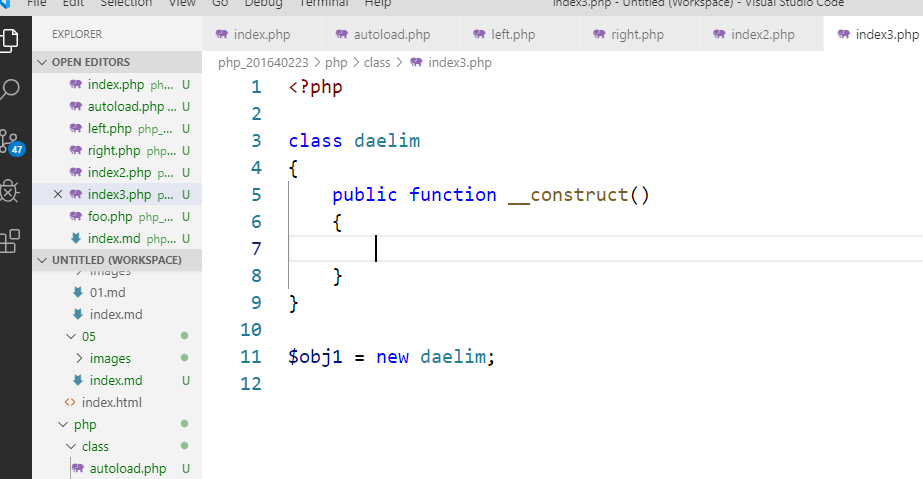 File Edit Selection View Go Debug Terminal Help index3.php - Untitled (Workspace) - Visual Studio Code
EXPLORER
index.php autoload.php left.php right.php index2.php index3.php
OPEN EDITORS
index.php ph... U
autoload.php ... U
left.php php_... U
right.php php... U
index2.php p... U
index3.php p... U
foo.php php_... U
index.md php... U
47
UNTITLED (WORKSPACE)
images
01.md
index.md
05
images
index.md U
index.html
php
class
autoload.php U
php_201640223 > php > class > index3.php
1 <?php
2
3 class daelim
4 {
5 public function __construct()
6 {
7
8 }
9 }
10
11 $obj1 = new daelim;
12